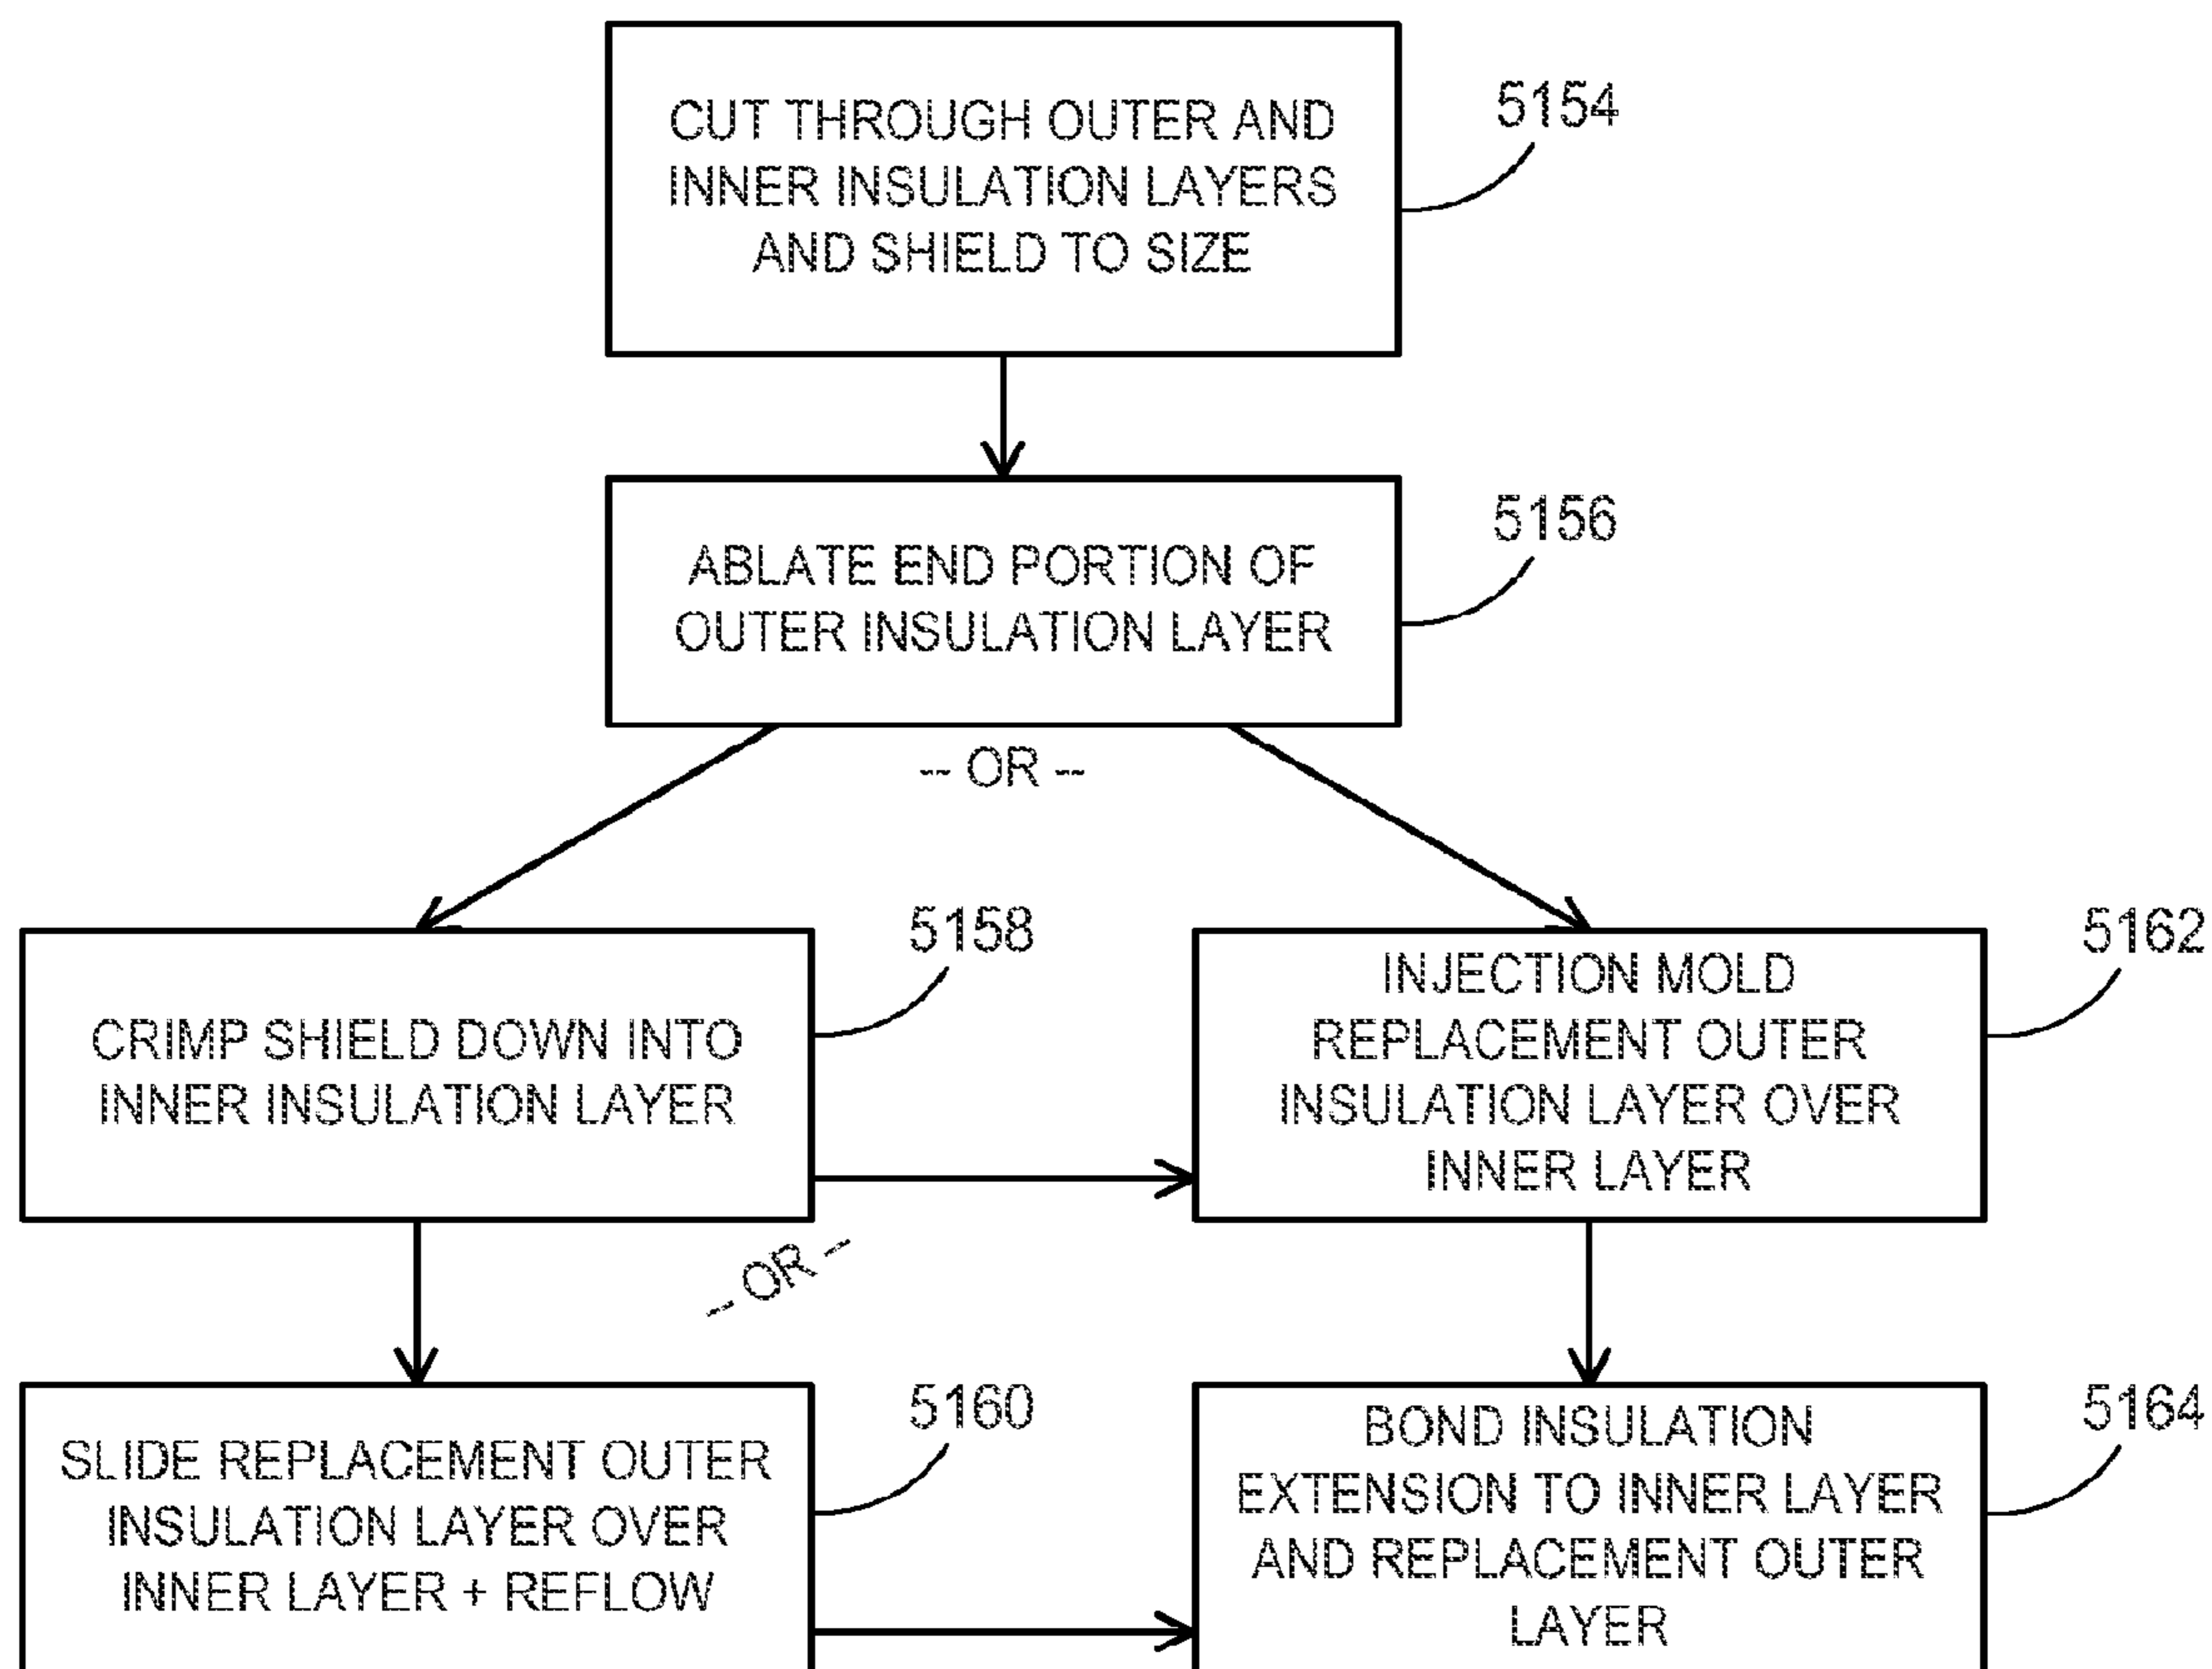 CUT THROUGH OUTER AND
INNER INSULATION LAYERS
AND SHIELD TO SIZE
5154
ABLATE END PORTION OF
OUTER INSULATION LAYER
5156
-- OR --
CRIMP SHIELD DOWN INTO
INNER INSULATION LAYER
5158
INJECTION MOLD
REPLACEMENT OUTER
INSULATION LAYER OVER
INNER LAYER
5162
-- OR --
SLIDE REPLACEMENT OUTER
INSULATION LAYER OVER
INNER LAYER + REFLOW
5160
BOND INSULATION
EXTENSION TO INNER LAYER
AND REPLACEMENT OUTER
LAYER
5164